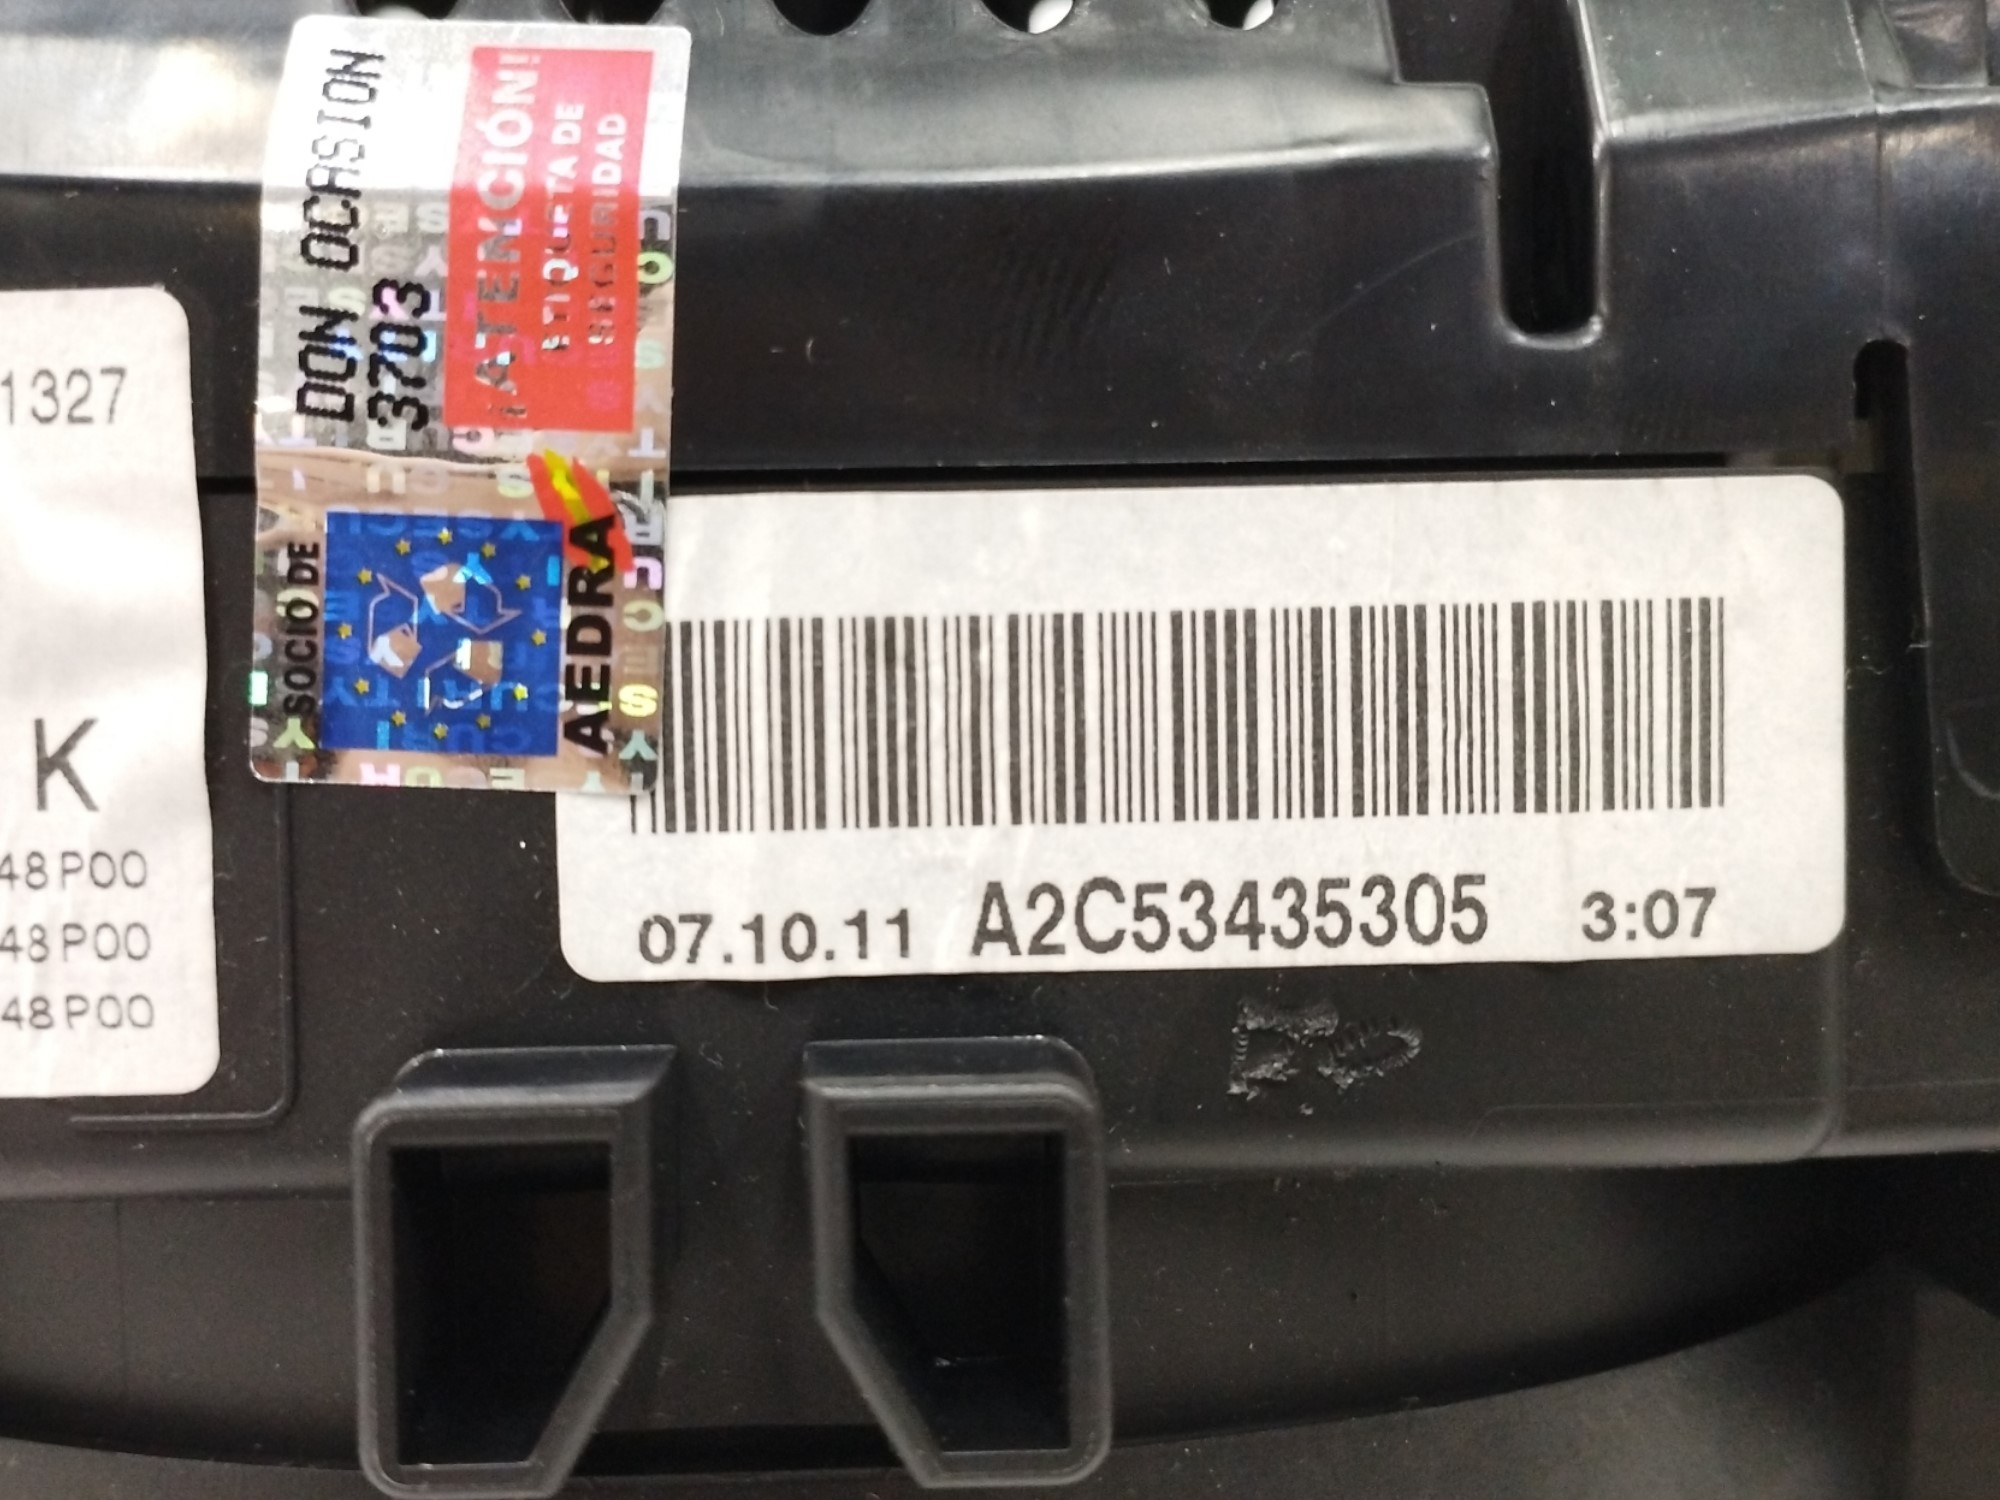 DON OCASION
3703
¡ATENCIÓN!
ETIQUETA DE
SEGURIDAD
SOCIO DE
AEDRA
1327
K
48P00
48P00
48P00
07.10.11 A2C53435305 3:07